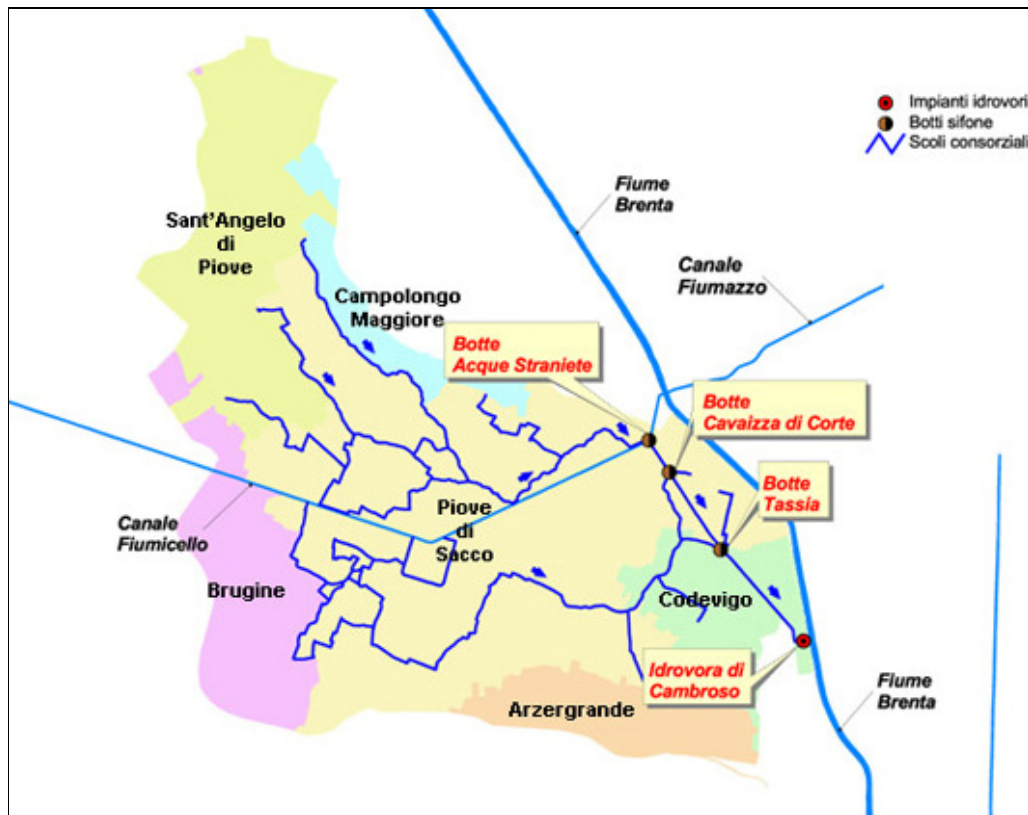 Impianti idrovori
Botti sifone
Scoli consorziali
Fiume
Brenta
Sant'Angelo
di
Piove
Canale
Fiumazzo
Campolongo
Maggiore
Botte
Acque Straniete
Botte
Cavaizza di Corte
Botte
Tassia
Piove
di
Sacco
Canale
Fiumicello
Brugine
Codevigo
Idrovora di
Cambroso
Fiume
Brenta
Arzergrande